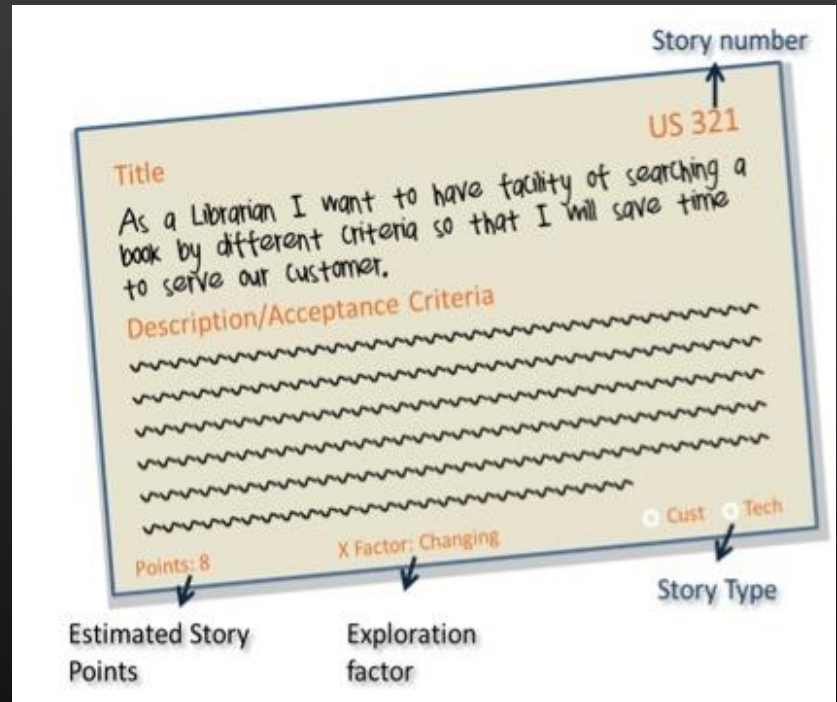 Story number
US 321
Title
As a Librarian I want to have facility of searching a
book by different criteria so that I will save time
to serve our customer.
Description/Acceptance Criteria
Points: 8
X Factor: Changing
Cust
Tech
Estimated Story
Points
Exploration
factor
Story Type